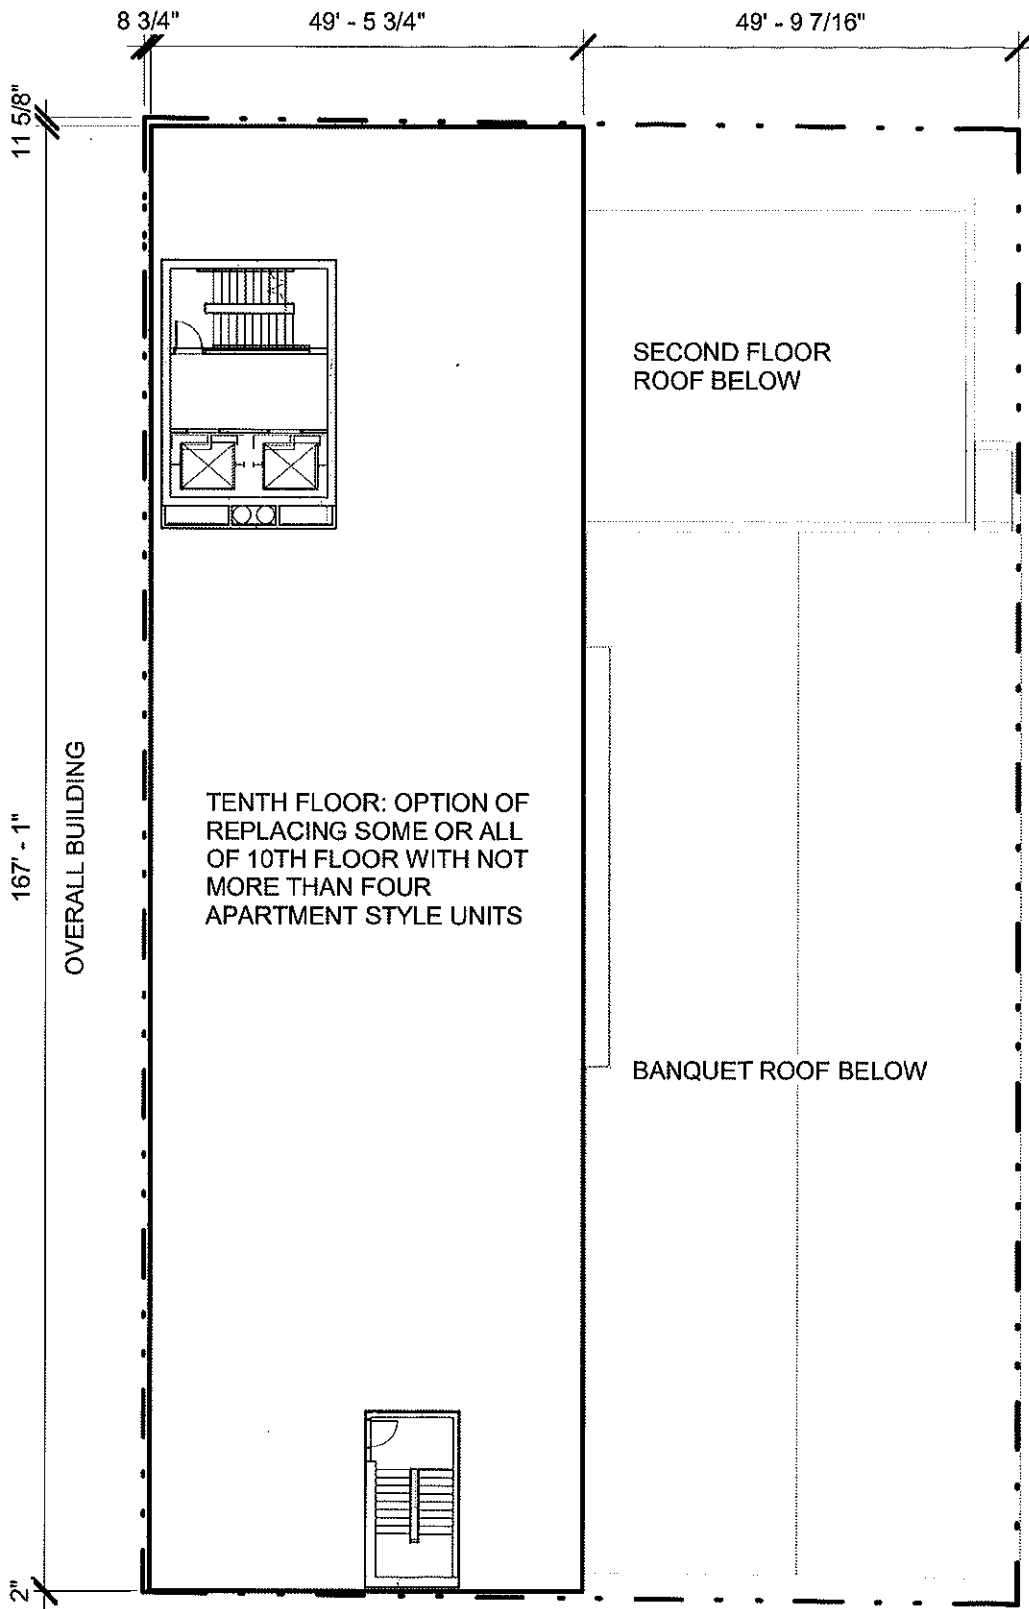 8 3/4"
49' - 5 3/4"
49' - 9 7/16"
11 5/8"
SECOND FLOOR
ROOF BELOW
167' - 1"
OVERALL BUILDING
TENTH FLOOR: OPTION OF
REPLACING SOME OR ALL
OF 10TH FLOOR WITH NOT
MORE THAN FOUR
APARTMENT STYLE UNITS
BANQUET ROOF BELOW
2"